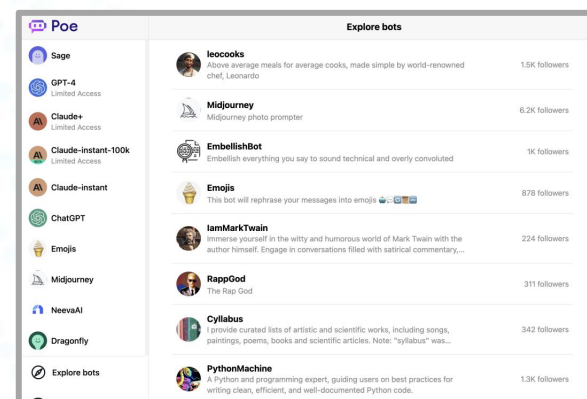 Poe
Explore bots
Sage
GPT-4
Limited Access
Claude+
Limited Access
Claude-instant-100k
Limited Access
Claude-instant
ChatGPT
Emojis
Midjourney
NeevaAI
Dragonfly
Explore bots
leocooks
Above average meals for average cooks, made simple by world-renowned
chef, Leonardo
1.5K followers
Midjourney
Midjourney photo prompter
6.2K followers
EmbellishBot
Embellish everything you say to sound technical and overly convoluted
1K followers
Emojis
This bot will rephrase your messages into emoji
878 followers
IamMarkTwain
Immerse yourself in the witty and humorous world of Mark Twain with the
author himself. Engage in conversations filled with satirical commentary,...
224 followers
RappGod
The Rap God
311 followers
Cyllabus
I provide curated lists of artistic and scientific works, including songs,
paintings, poems, books and scientific articles. Note: "syllabus" was...
342 followers
PythonMachine
A Python and programming expert, guiding users on best practices for
writing clean, efficient, and well-documented Python code.
1.3K followers